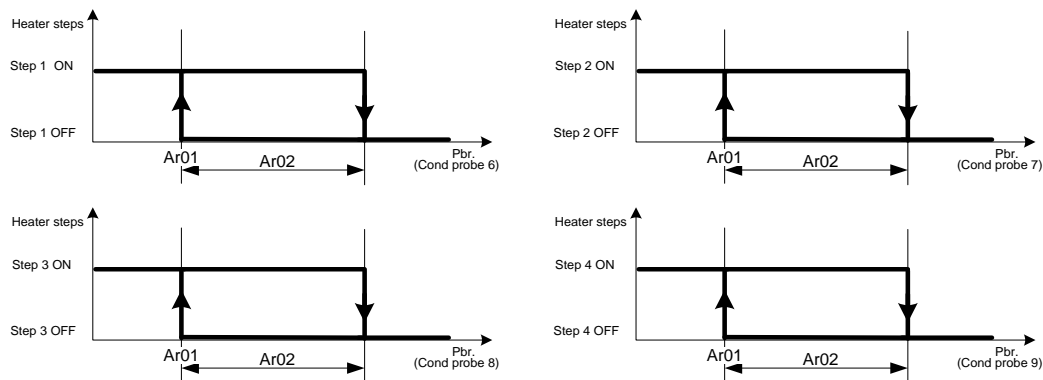 Heater steps
Step 1 ON
Step 1 OFF
Ar01
Ar02
Pbr.
(Cond probe 6)
Heater steps
Step 2 ON
Step 2 OFF
Ar01
Ar02
Pbr.
(Cond probe 7)
Heater steps
Step 3 ON
Step 3 OFF
Ar01
Ar02
Pbr.
(Cond probe 8)
Heater steps
Step 4 ON
Step 4 OFF
Ar01
Ar02
Pbr.
(Cond probe 9)